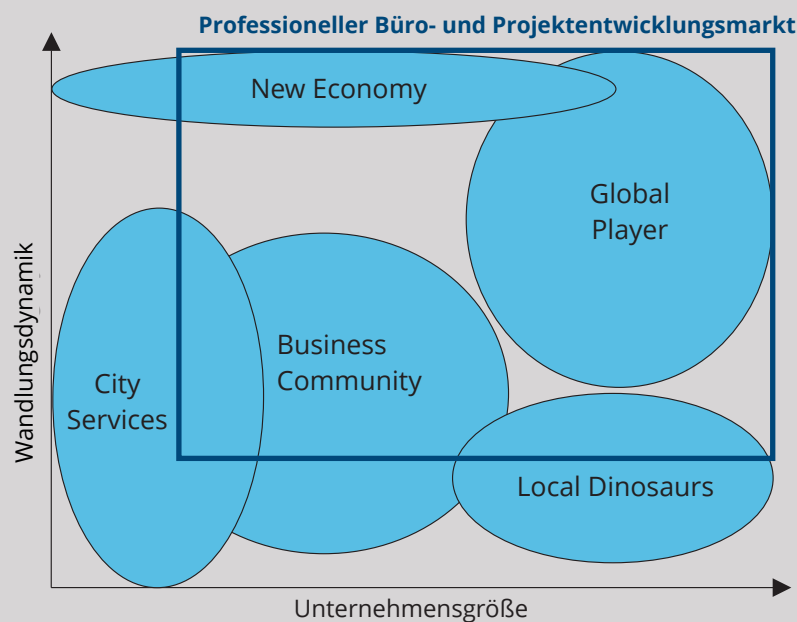 Professioneller Büro- und Projektentwicklungsmarkt
New Economy
Global
Player
Business
Community
City
Services
Local Dinosaurs
Wandlungsdynamik
Unternehmensgröße